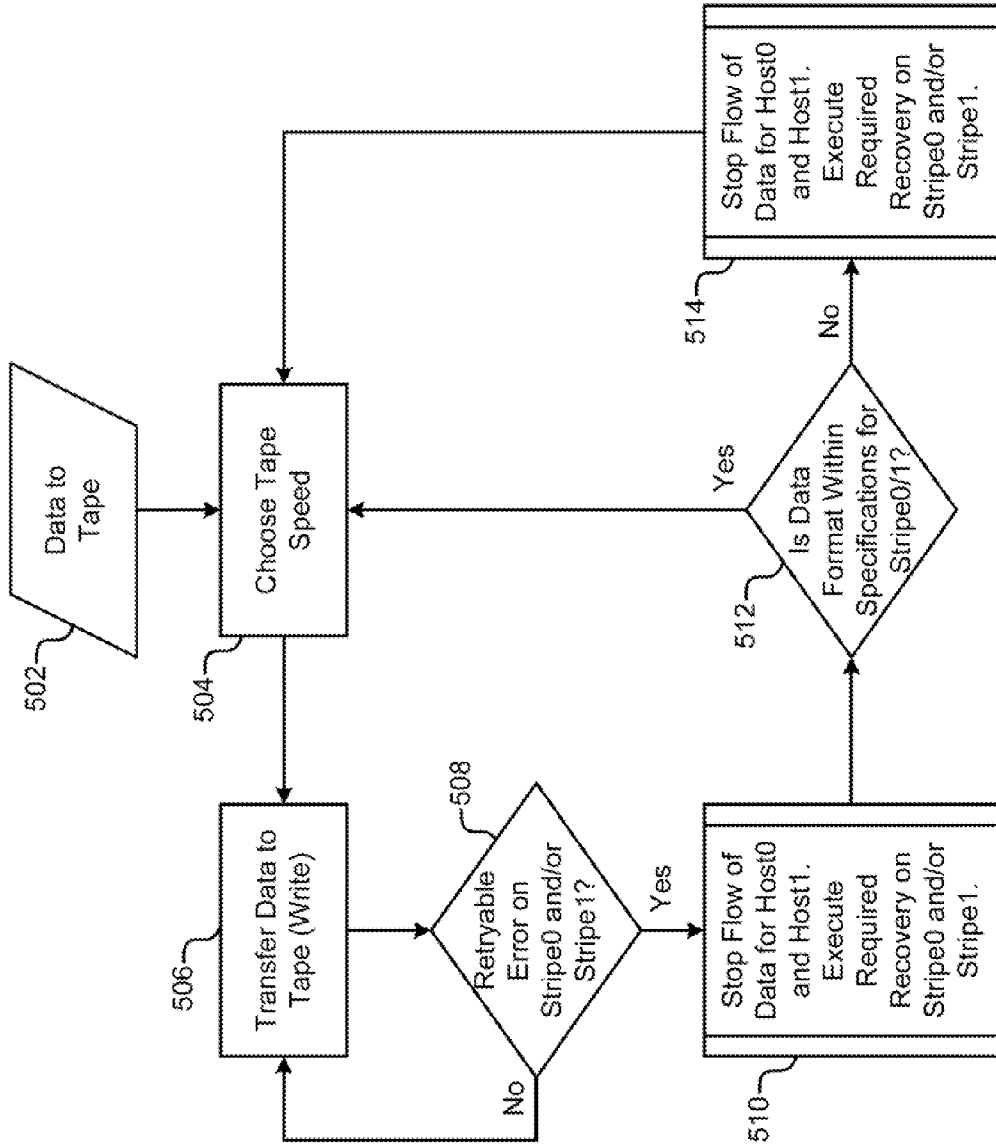 502
Data to
Tape
504
Choose Tape
Speed
506
Transfer Data to
Tape (Write)
508
Retryable
Error on
Stripe0 and/or
Stripe1?
No
Yes
510
Stop Flow of
Data for Host0
and Host1.
Execute
Required
Recovery on
Stripe0 and/or
Stripe1.
512
Is Data
Format Within
Specifications for
Stripe0/1?
Yes
No
514
Stop Flow of
Data for Host0
and Host1.
Execute
Required
Recovery on
Stripe0 and/or
Stripe1.